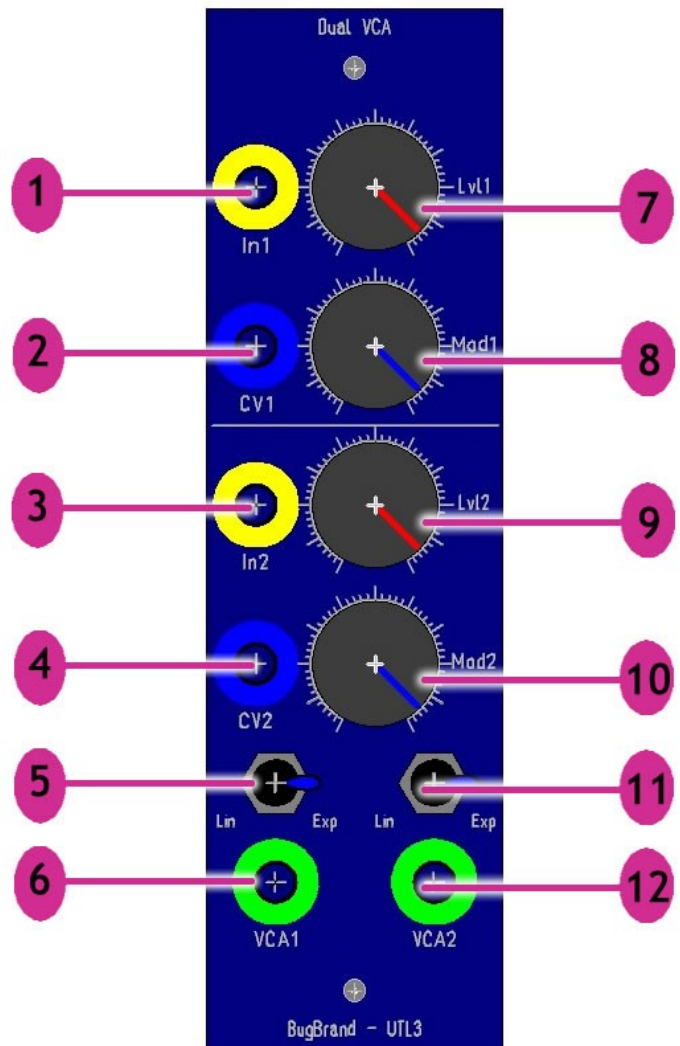 Dual VCA
1
Lvl1
7
In1
2
Mod1
8
CV1
3
Lvl2
9
In2
4
Mod2
10
CV2
5
11
Lin Exp Lin Exp
6
12
VCA1 VCA2
BugBrand - UTL3